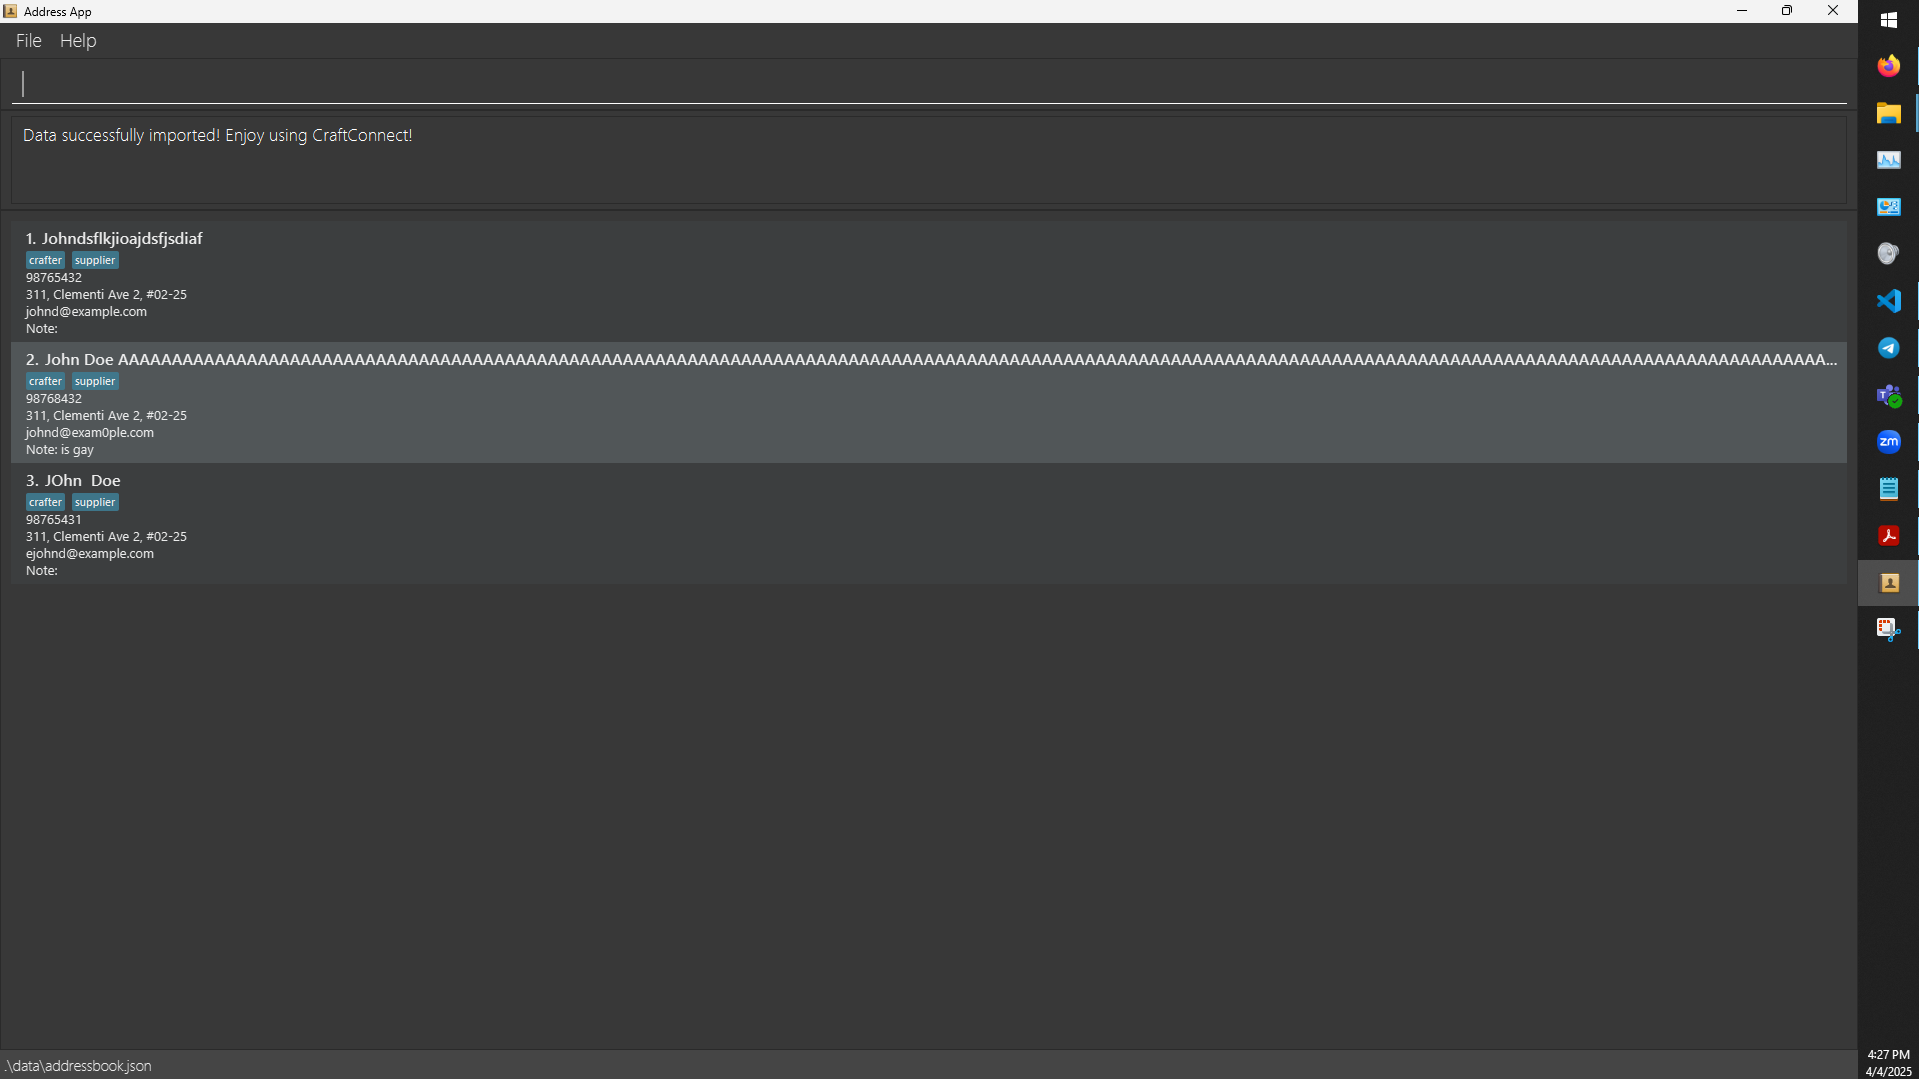 Address App
File Help
Data successfully imported! Enjoy using CraftConnect!
1. Johndsflkjioajdsfjsdiaf
crafter supplier
98765432
311, Clementi Ave 2, #02-25
johnd@example.com
Note:
2. John Doe AAAAAAAAAAAAAAAAAAAAAAAAAAAAAAAAAAAAAAAAAAAAAAAAAAAAAAAAAAAAAAAAAAAAAAAAAAAAAAAAAAAAAAAAAAAAAAAAAAAAAAAAAAAAAAAAAAAAAAAAAAAAAAAAAAAAAAAAAAAAAAAAAAAAAAAAAAAAAAA...
crafter supplier
98768432
311, Clementi Ave 2, #02-25
johnd@exam0ple.com
Note: is gay
3. JOhn  Doe
crafter supplier
98765431
311, Clementi Ave 2, #02-25
ejohnd@example.com
Note:
.\data\addressbook.json
zm
4:27 PM
4/4/2025